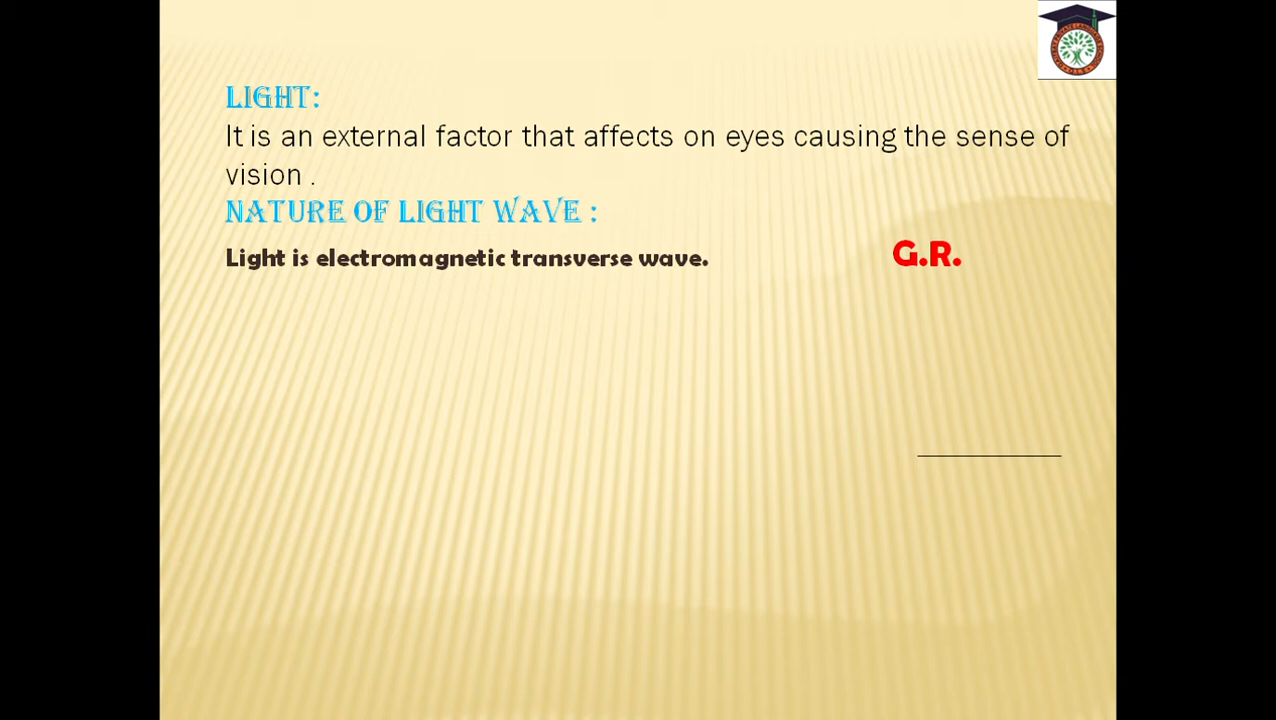 LIGHT:
It is an external factor that affects on eyes causing the sense of
vision .
NATURE OF LIGHT WAVE :
Light is electromagnetic transverse wave. G.R.